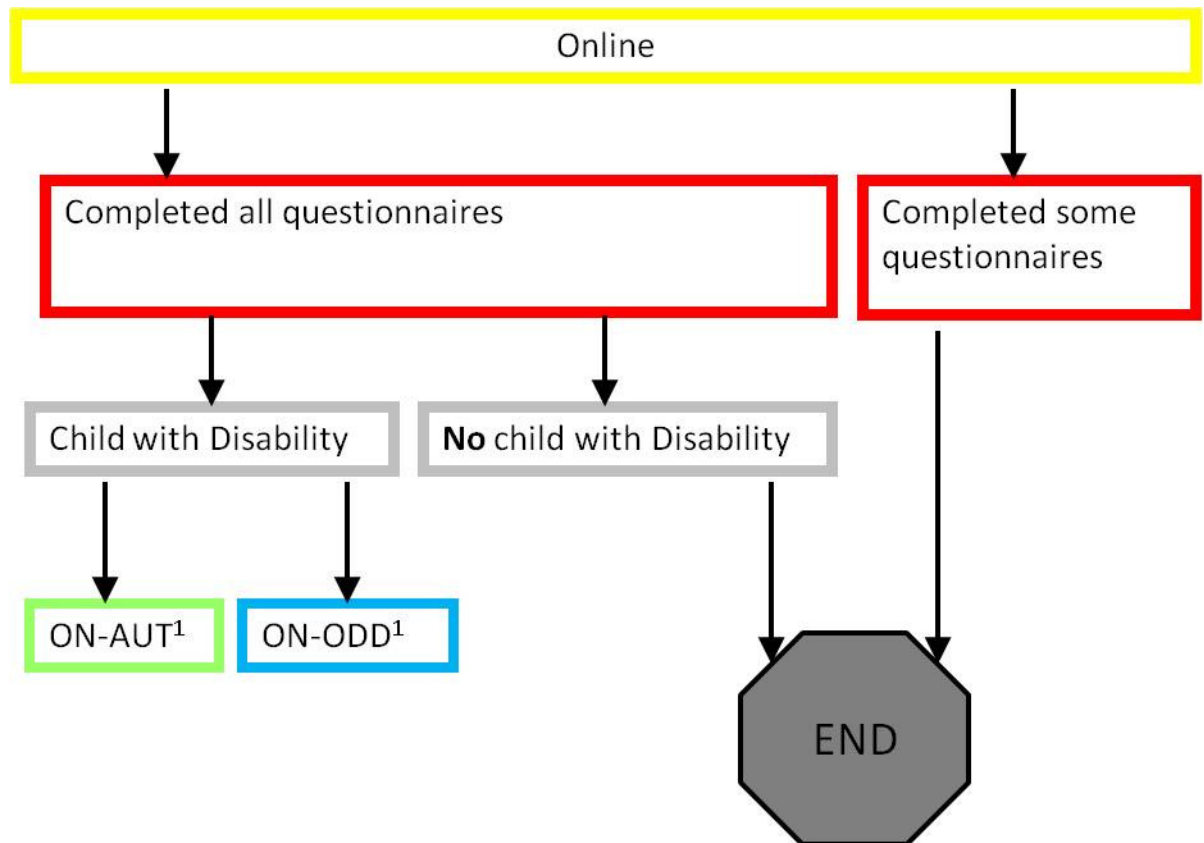 Online
Completed all questionnaires
Completed some
questionnaires
Child with Disability
No child with Disability
ON-AUT¹
ON-ODD¹
END